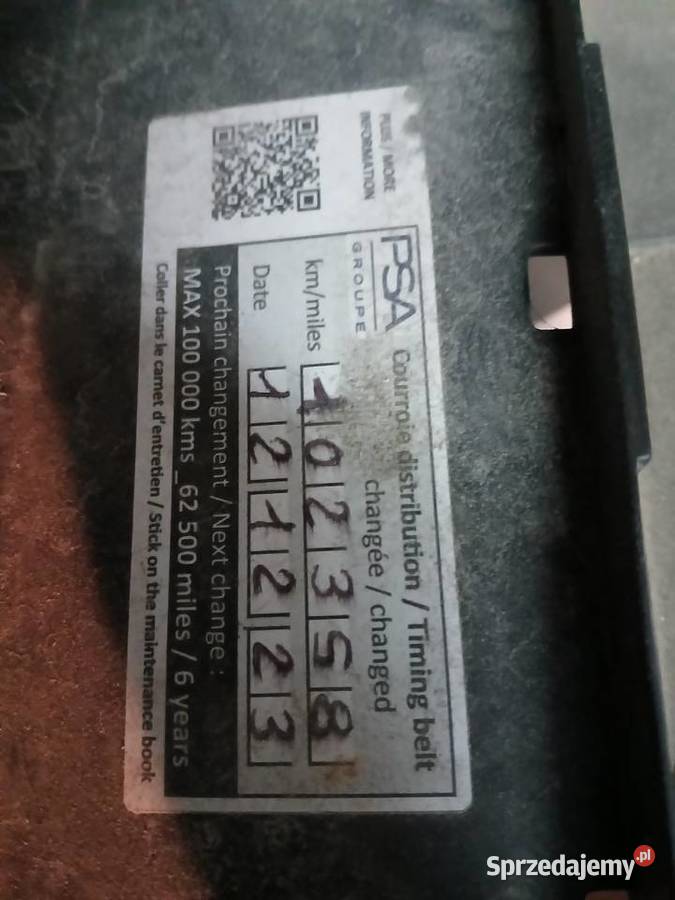 PLUS / MORE
INFORMATION
PSA
GROUPE
Courroie distribution / Timing belt
changée / changed
km/miles 102358
Date 121223
Prochain changement / Next change :
MAX 100 000 kms _62 500 miles / 6 years
Coller dans le carnet d'entretien / Stick on the maintenance book
Sprzedajemy.pl